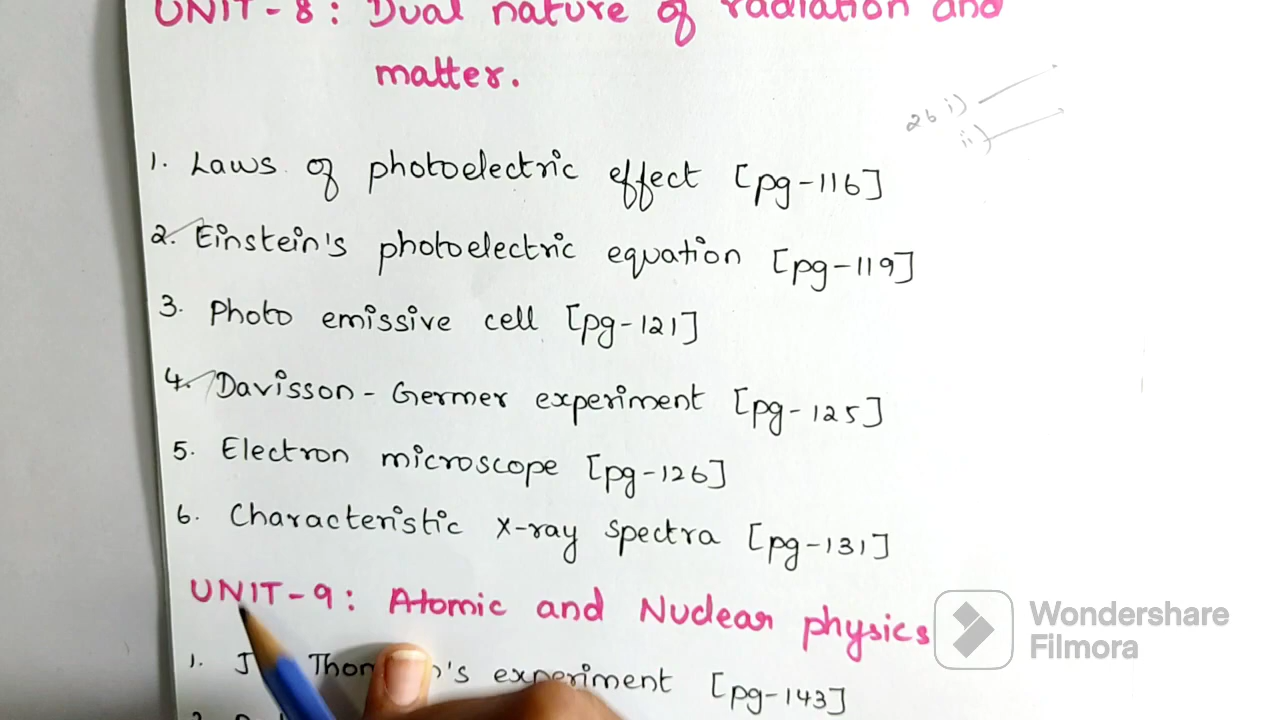 UNIT-8: Dual nature of radiation and
matter.
26 i)
ii)
1. Laws of photoelectric effect [pg-116]
2. Einstein's photoelectric equation [pg-119]
3. Photo emissive cell [pg-121]
4. Davisson-Germer experiment [pg-125]
5. Electron microscope [pg-126]
6. Characteristic X-ray spectra [pg-131]
UNIT-9: Atomic and Nuclear physics
Wondershare
Filmora
1. J 's experiment [pg-143]